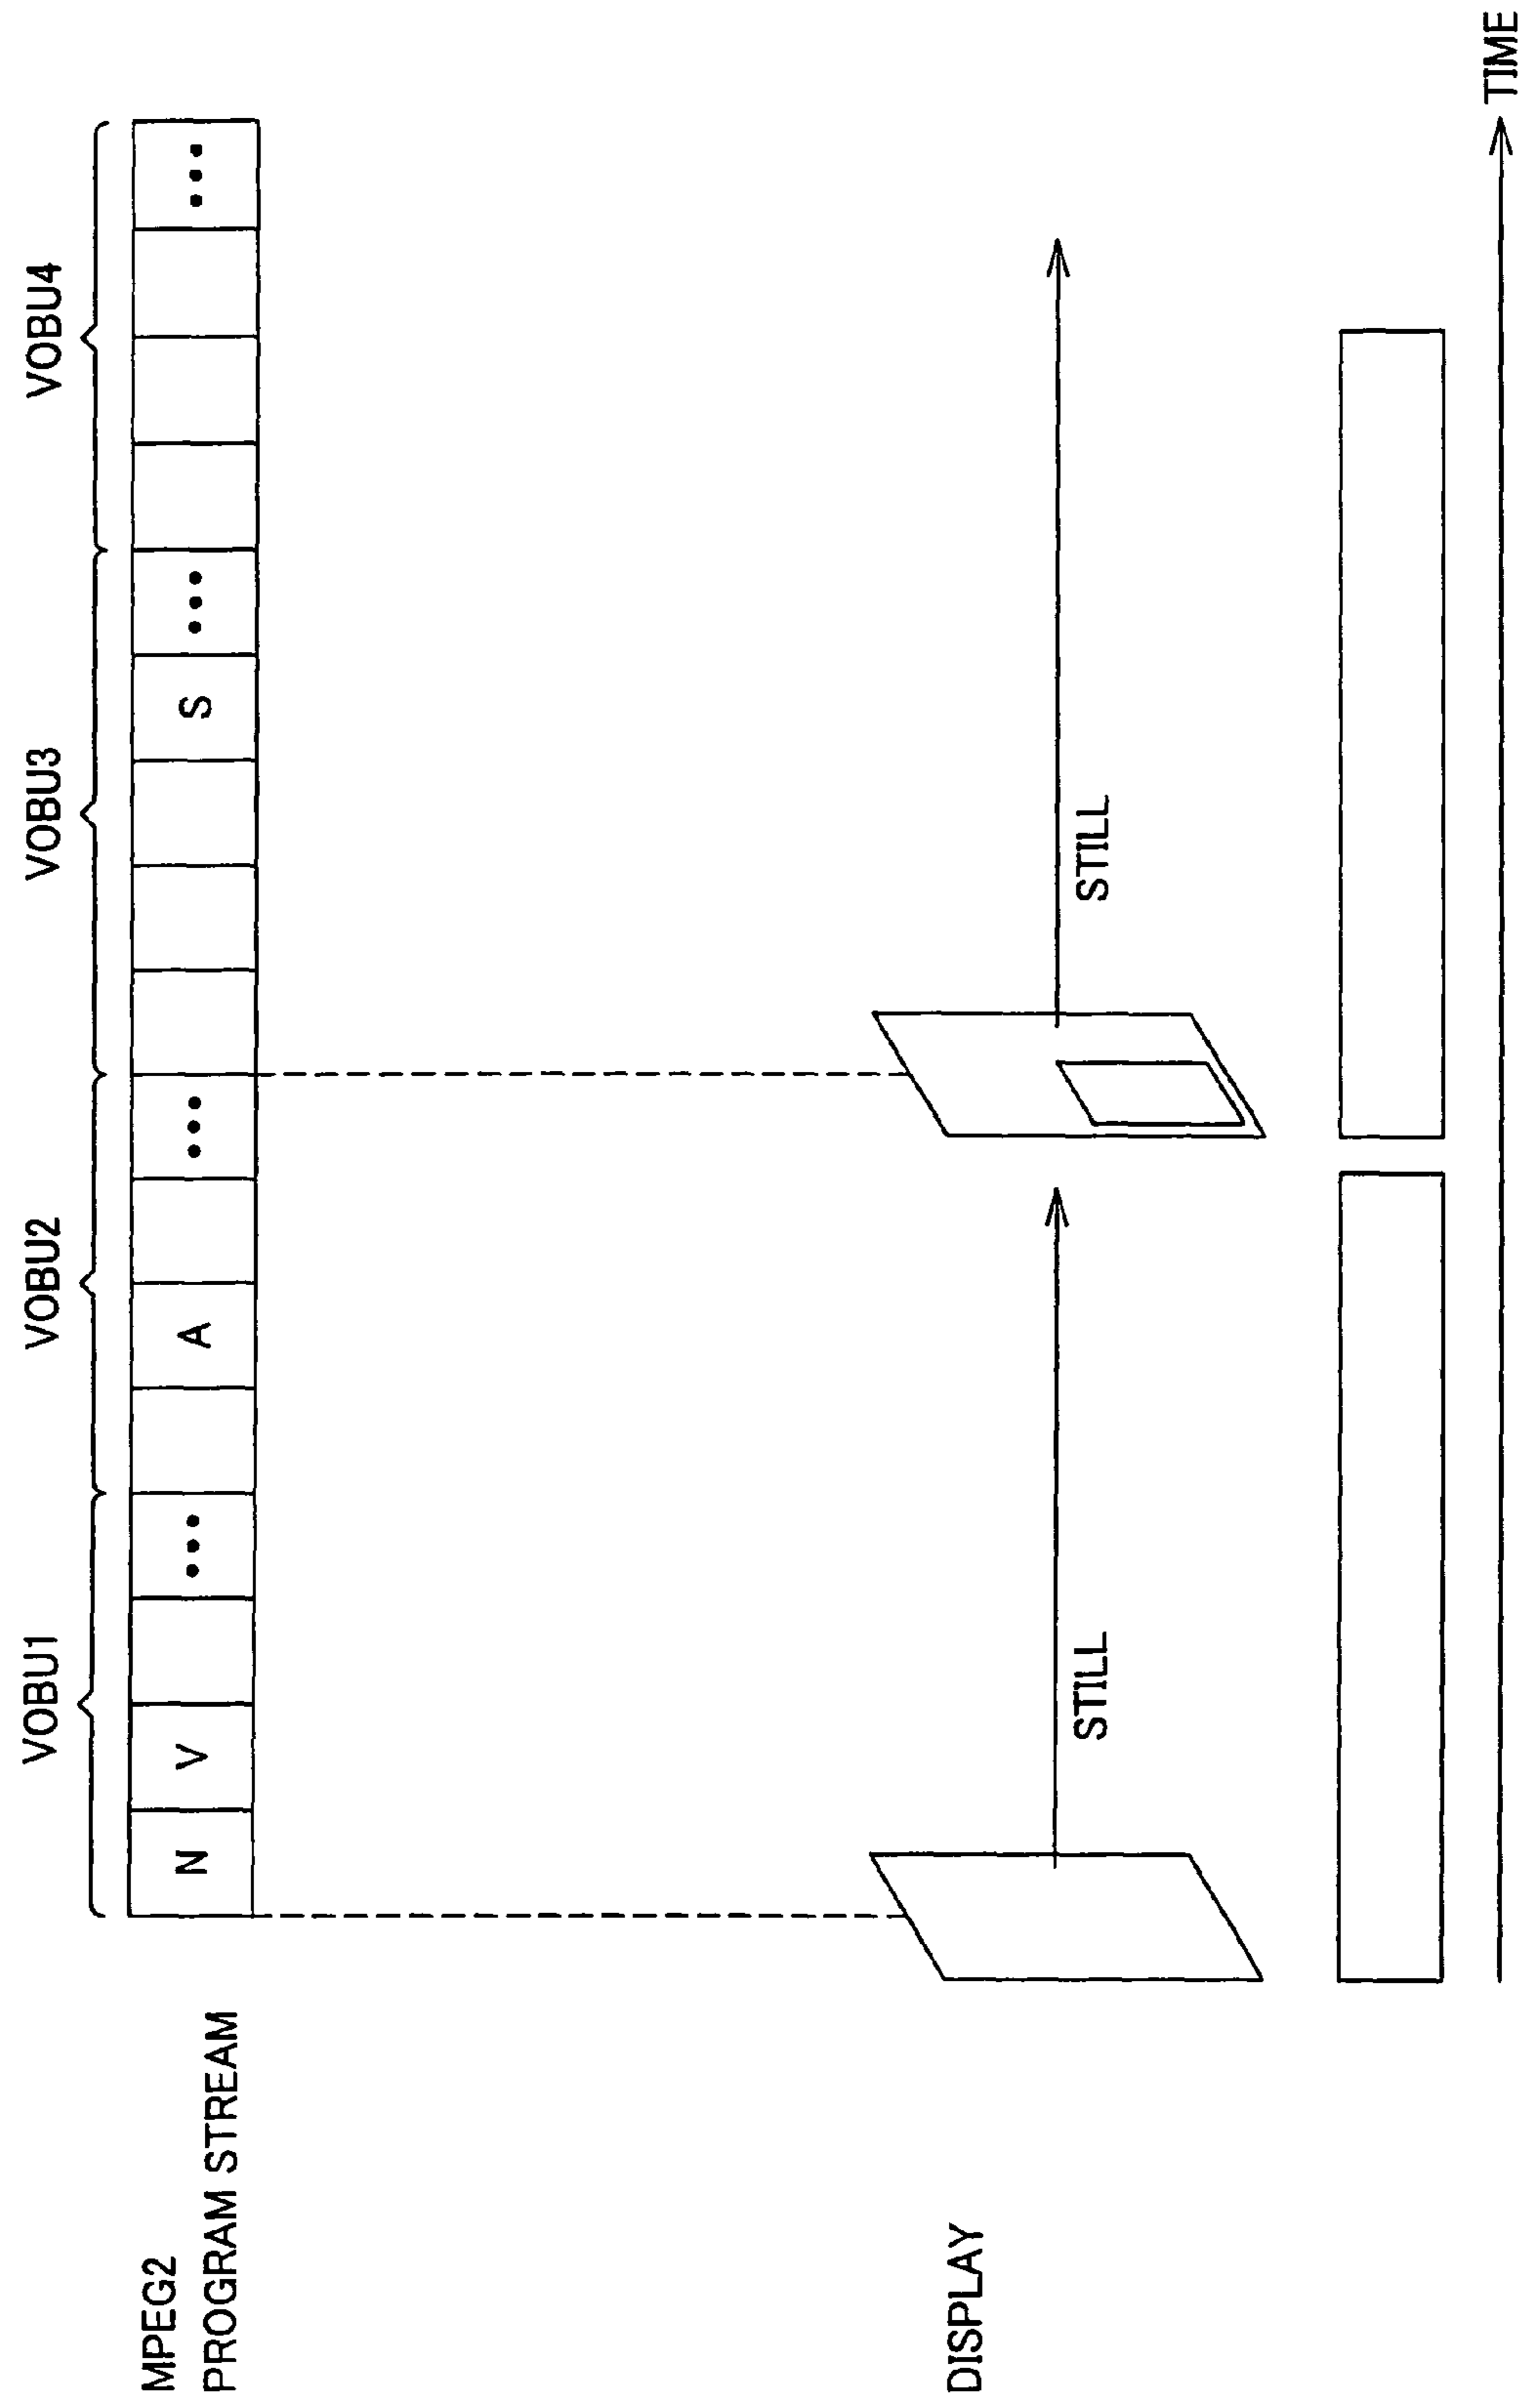 VOBU1 VOBU2 VOBU3 VOBU4
MPEG2
PROGRAM STREAM
N V ... A ... S ... ...
DISPLAY
STILL STILL
TIME